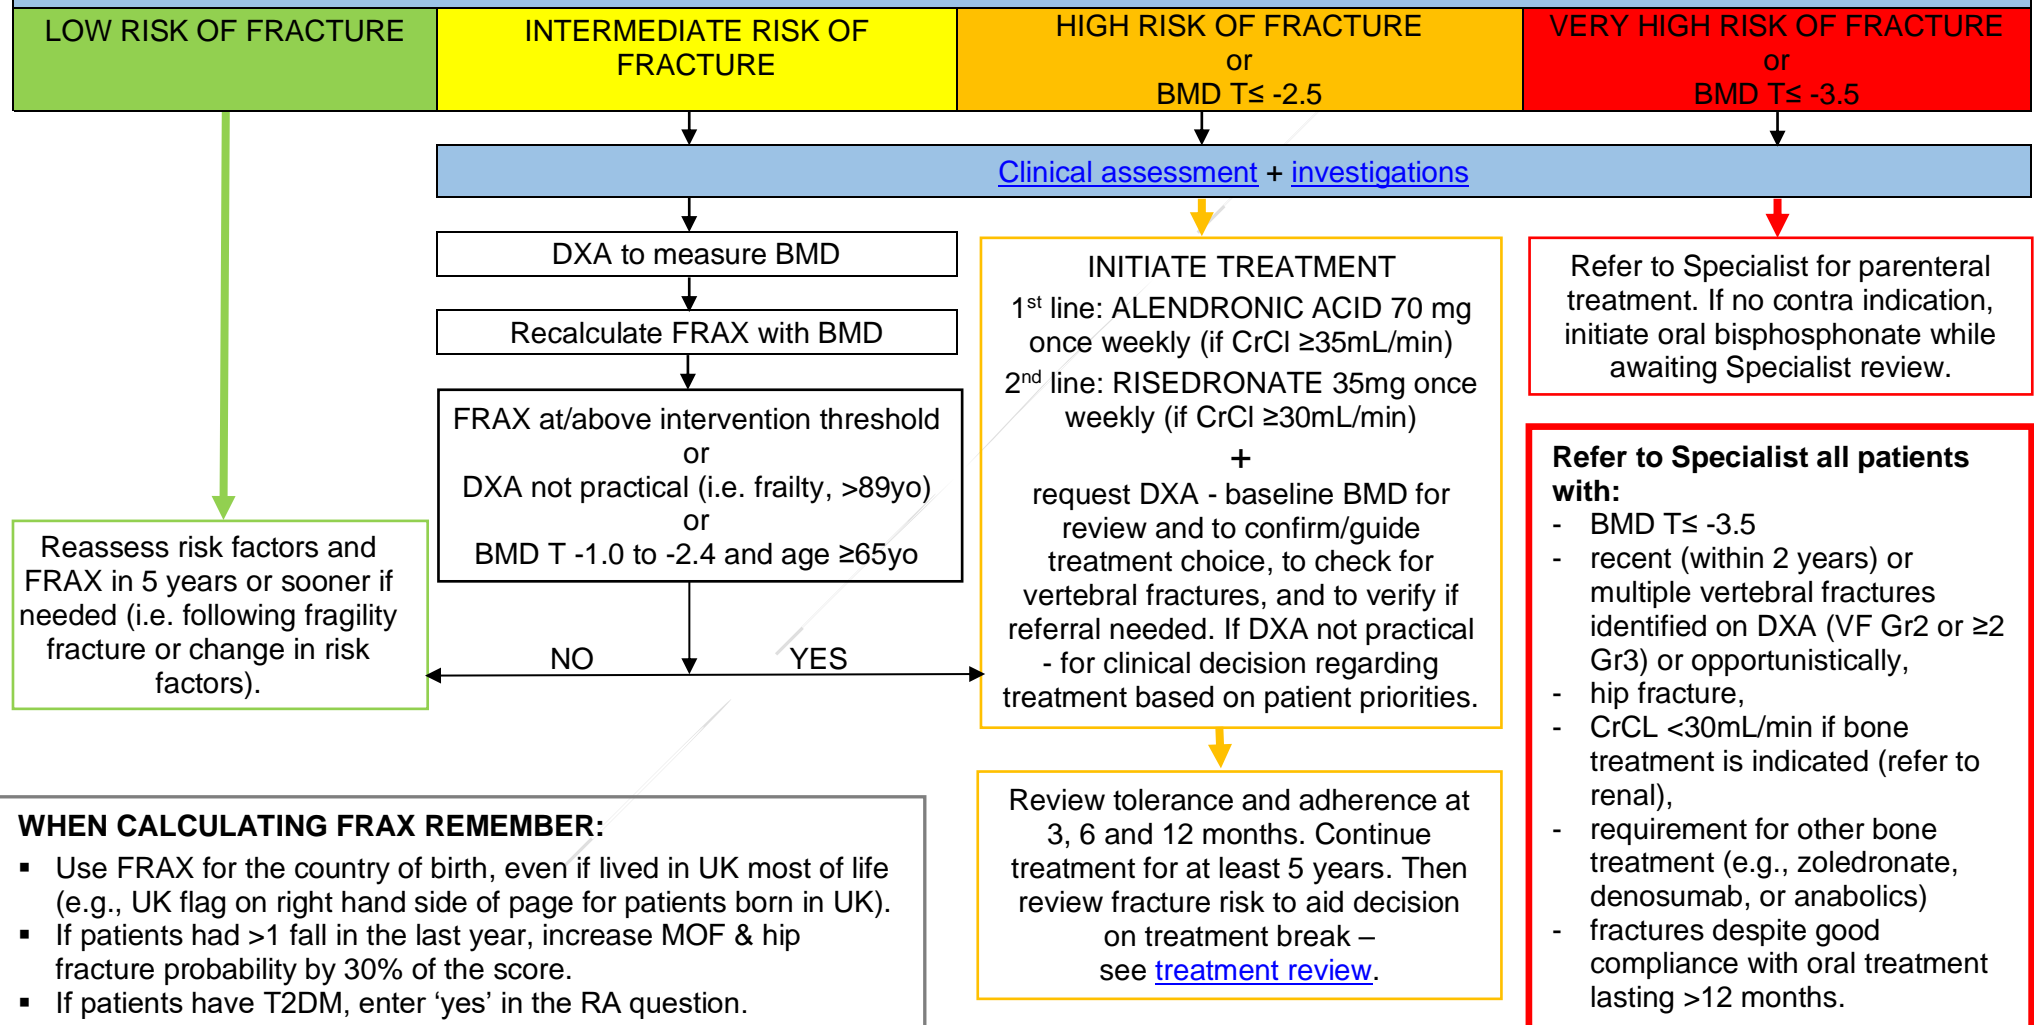 LOW RISK OF FRACTURE
INTERMEDIATE RISK OF
FRACTURE
HIGH RISK OF FRACTURE
or
BMD T≤ -2.5
VERY HIGH RISK OF FRACTURE
or
BMD T≤ -3.5
Clinical assessment + investigations
DXA to measure BMD
Recalculate FRAX with BMD
FRAX at/above intervention threshold
or
DXA not practical (i.e. frailty, >89yo)
or
BMD T -1.0 to -2.4 and age ≥65yo
NO
YES
Reassess risk factors and
FRAX in 5 years or sooner if
needed (i.e. following fragility
fracture or change in risk
factors).
INITIATE TREATMENT
1st line: ALENDRONIC ACID 70 mg
once weekly (if CrCl ≥35mL/min)
2nd line: RISEDRONATE 35mg once
weekly (if CrCl ≥30mL/min)
+
request DXA - baseline BMD for
review and to confirm/guide
treatment choice, to check for
vertebral fractures, and to verify if
referral needed. If DXA not practical
- for clinical decision regarding
treatment based on patient priorities.
Review tolerance and adherence at
3, 6 and 12 months. Continue
treatment for at least 5 years. Then
review fracture risk to aid decision
on treatment break –
see treatment review.
Refer to Specialist for parenteral
treatment. If no contra indication,
initiate oral bisphosphonate while
awaiting Specialist review.
Refer to Specialist all patients
with:
- BMD T≤ -3.5
- recent (within 2 years) or
multiple vertebral fractures
identified on DXA (VF Gr2 or ≥2
Gr3) or opportunistically,
- hip fracture,
- CrCL <30mL/min if bone
treatment is indicated (refer to
renal),
- requirement for other bone
treatment (e.g., zoledronate,
denosumab, or anabolics)
- fractures despite good
compliance with oral treatment
lasting >12 months.
WHEN CALCULATING FRAX REMEMBER:
▪ Use FRAX for the country of birth, even if lived in UK most of life
(e.g., UK flag on right hand side of page for patients born in UK).
▪ If patients had >1 fall in the last year, increase MOF & hip
fracture probability by 30% of the score.
▪ If patients have T2DM, enter ‘yes’ in the RA question.